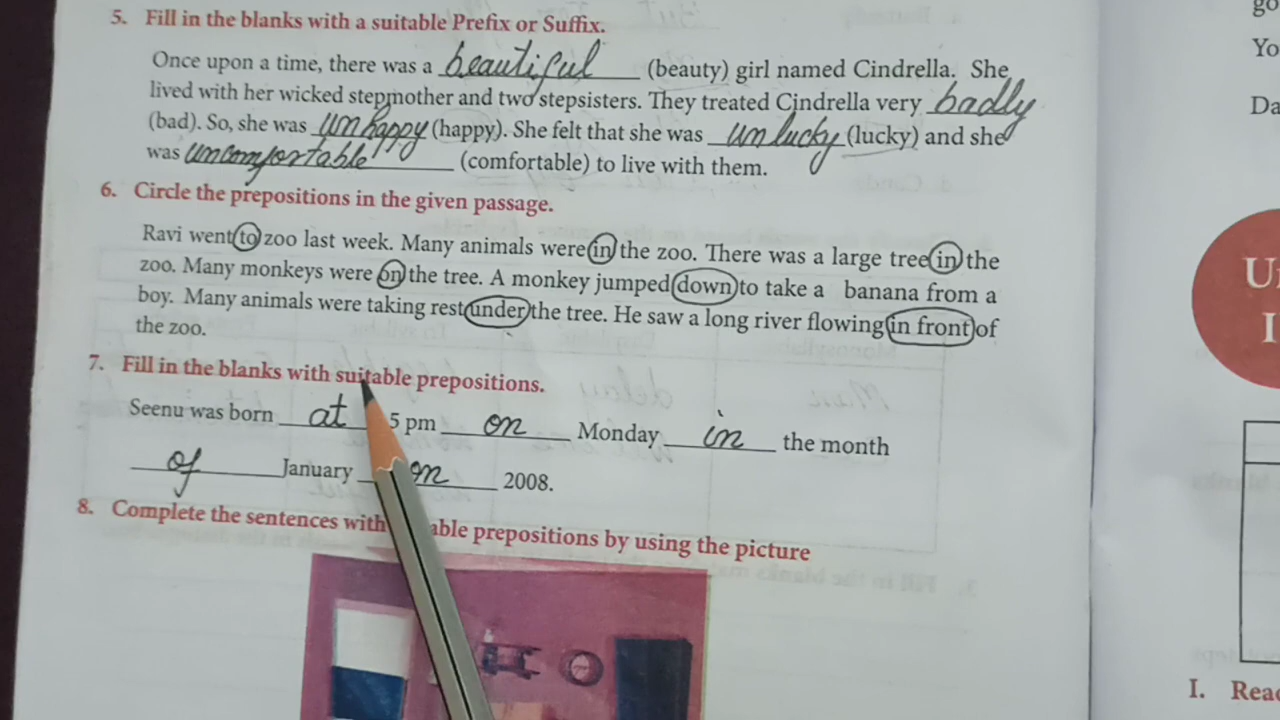 5. Fill in the blanks with a suitable Prefix or Suffix.
Once upon a time, there was a beautiful (beauty) girl named Cindrella. She
lived with her wicked stepmother and two stepsisters. They treated Cindrella very badly
(bad). So, she was unhappy (happy). She felt that she was unlucky (lucky) and she
was uncomfortable (comfortable) to live with them.
6. Circle the prepositions in the given passage.
Ravi went to zoo last week. Many animals were in the zoo. There was a large tree in the
zoo. Many monkeys were on the tree. A monkey jumped down to take a banana from a
boy. Many animals were taking rest under the tree. He saw a long river flowing in front of
the zoo.
7. Fill in the blanks with suitable prepositions.
Seenu was born at 5 pm on Monday in the month
of January on 2008.
8. Complete the sentences with able prepositions by using the picture
go
Yo
Da
U
I
I. Read